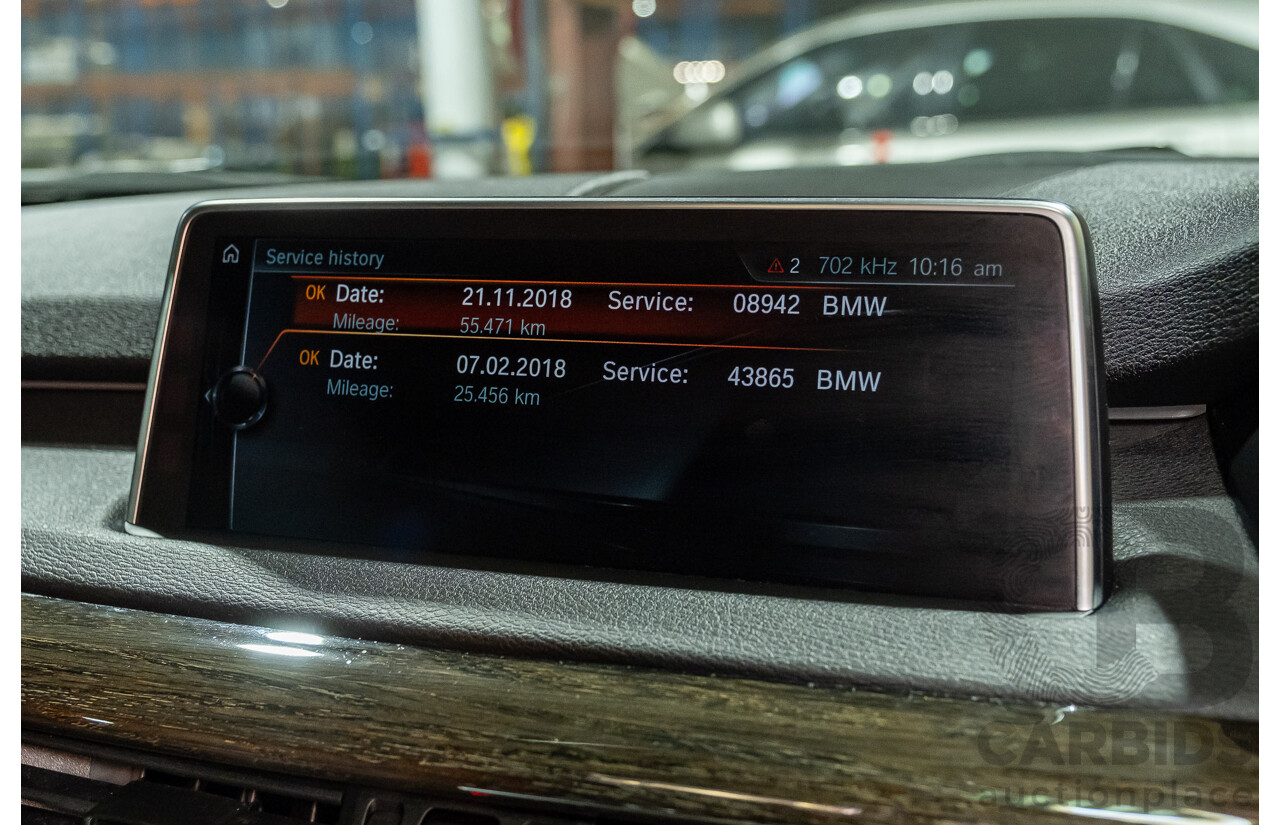 Service history
2 702 kHz 10:16 am
OK Date: 21.11.2018 Service: 08942 BMW
Mileage: 55.471 km
OK Date: 07.02.2018 Service: 43865 BMW
Mileage: 25.456 km
B
CARBIDS
auctionplace